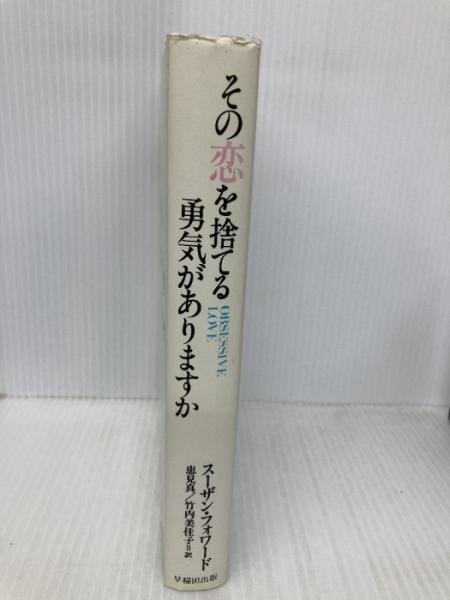 その恋を捨てる
勇気がありますか
OBSESSIVE
LOVE
スーザン・フォワード
恵見真／竹内美佳子=訳
早稲田出版